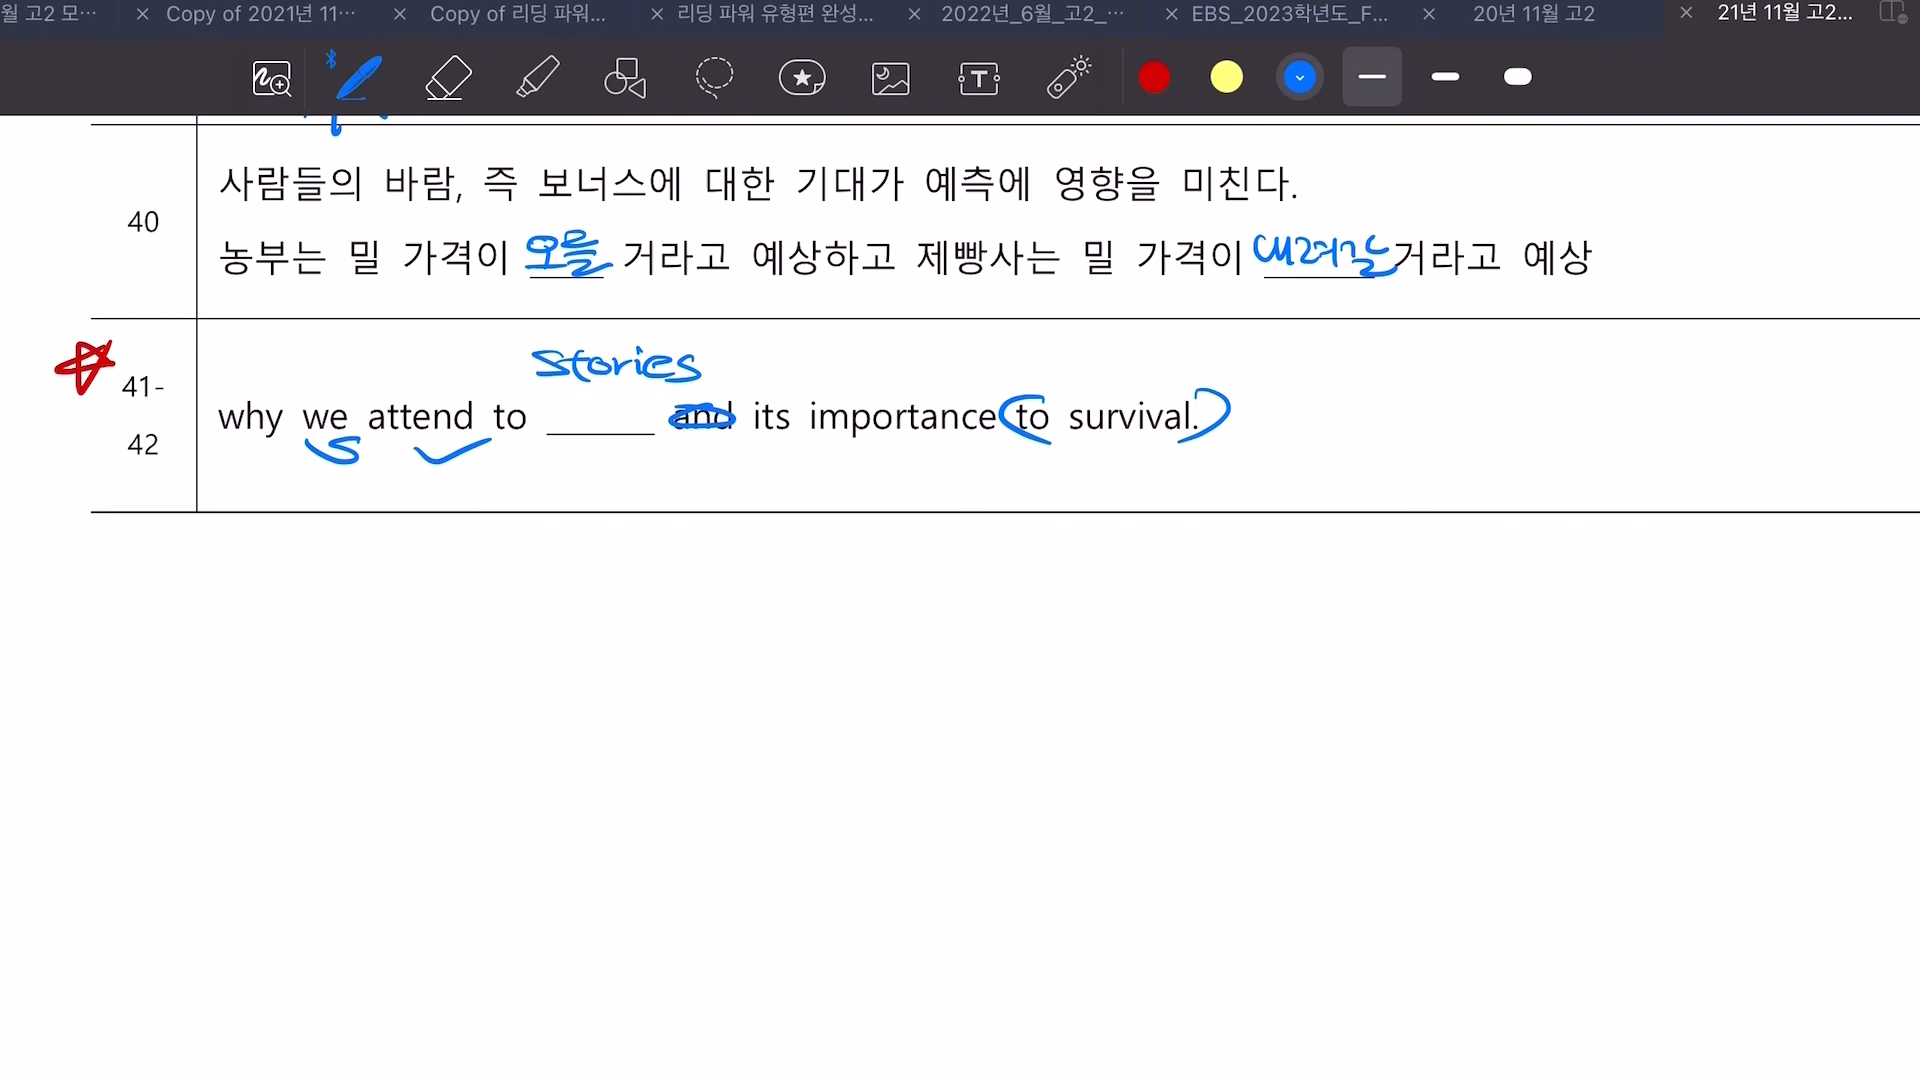 월 고2 모… × Copy of 2021년 11… × Copy of 리딩 파워… × 리딩 파워 유형편 완성… × 2022년_6월_고2_… × EBS_2023학년도_F… × 20년 11월 고2 × 21년 11월 고2…
40
사람들의 바람, 즉 보너스에 대한 기대가 예측에 영향을 미친다.
농부는 밀 가격이 오를 거라고 예상하고 제빵사는 밀 가격이 내려갈 거라고 예상
stories
41-
42
why we attend to ______ and its importance (to survival.)
S